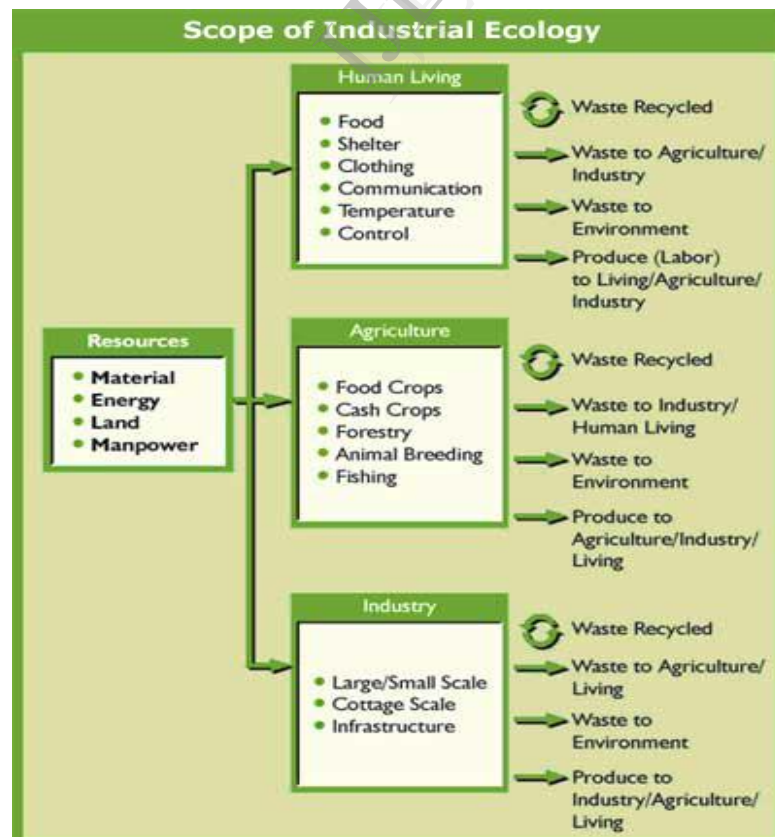 Scope of Industrial Ecology
Human Living
Food
Shelter
Clothing
Communication
Temperature
Control
Waste Recycled
Waste to Agriculture/
Industry
Waste to
Environment
Produce (Labor)
to Living/Agriculture/
Industry
Resources
Material
Energy
Land
Manpower
Agriculture
Food Crops
Cash Crops
Forestry
Animal Breeding
Fishing
Waste Recycled
Waste to Industry/
Human Living
Waste to
Environment
Produce to
Agriculture/Industry/
Living
Industry
Large/Small Scale
Cottage Scale
Infrastructure
Waste Recycled
Waste to Agriculture/
Living
Waste to
Environment
Produce to
Industry/Agriculture/
Living